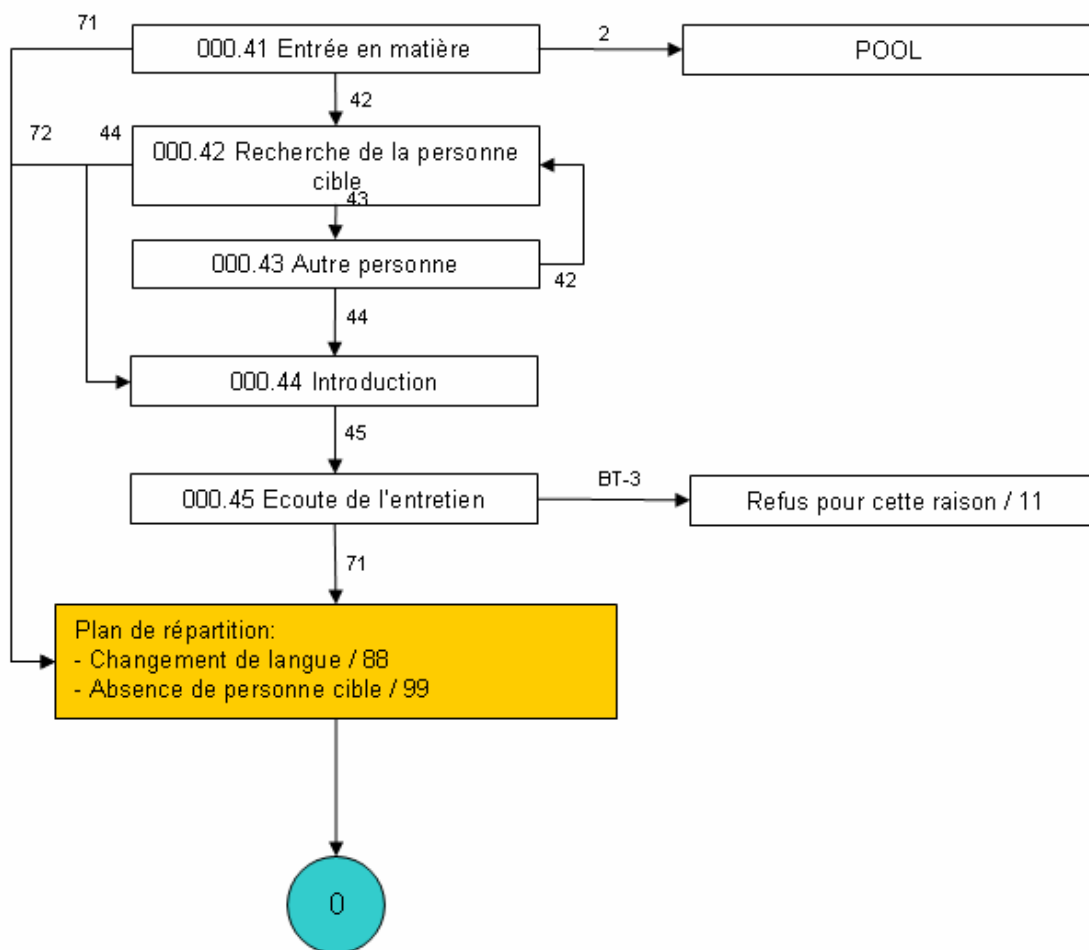 71
000.41 Entrée en matière
2
POOL
42
72
44
000.42 Recherche de la personne
cible
43
000.43 Autre personne
42
44
000.44 Introduction
45
000.45 Ecoute de l'entretien
BT-3
Refus pour cette raison / 11
71
Plan de répartition:
- Changement de langue / 88
- Absence de personne cible / 99
0